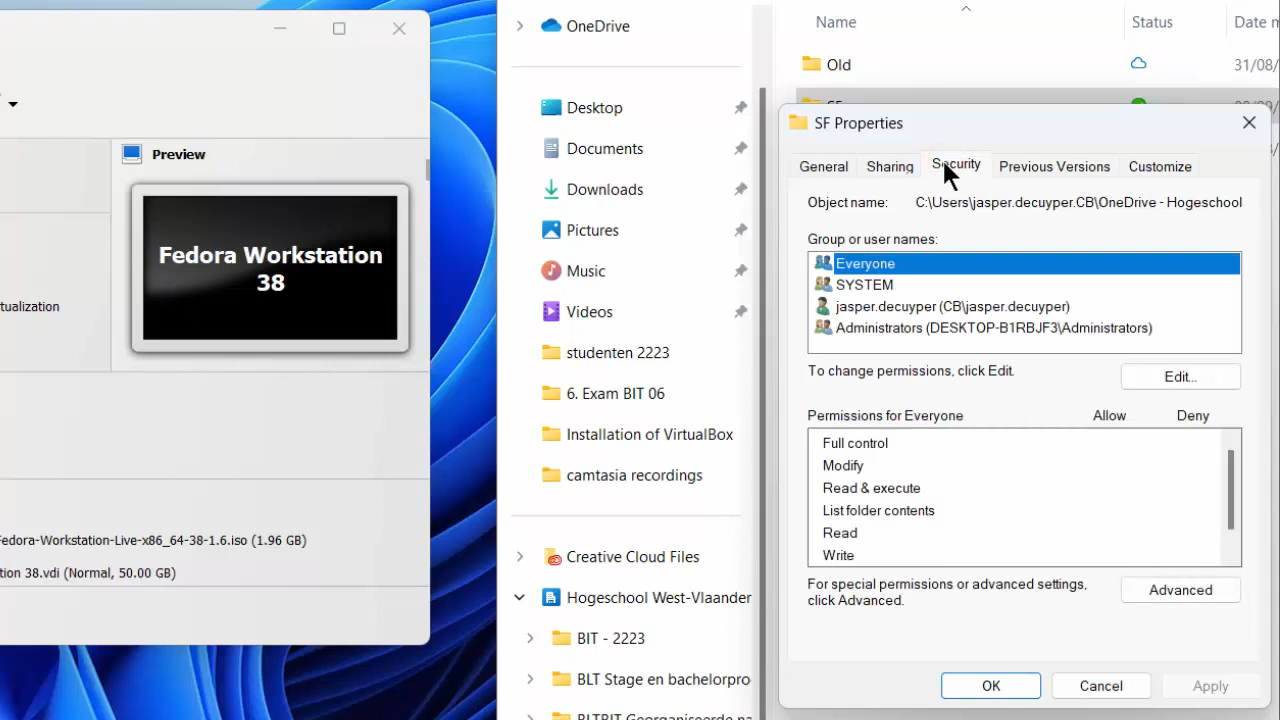 Preview
Fedora Workstation
38
tualization
edora-Workstation-Live-x86_64-38-1.6.iso (1.96 GB)
tion 38.vdi (Normal, 50.00 GB)
OneDrive
Desktop
Documents
Downloads
Pictures
Music
Videos
studenten 2223
6. Exam BIT 06
Installation of VirtualBox
camtasia recordings
Creative Cloud Files
Hogeschool West-Vlaander
BIT - 2223
BLT Stage en bachelorpro
Name Status Date m
Old 31/08/
SF Properties
General Sharing Security Previous Versions Customize
Object name: C:\Users\jasper.decuyper.CB\OneDrive - Hogeschool
Group or user names:
Everyone
SYSTEM
jasper.decuyper (CB\jasper.decuyper)
Administrators (DESKTOP-B1RBJF3\Administrators)
To change permissions, click Edit.
Edit...
Permissions for Everyone Allow Deny
Full control
Modify
Read & execute
List folder contents
Read
Write
For special permissions or advanced settings,
click Advanced.
Advanced
OK Cancel Apply